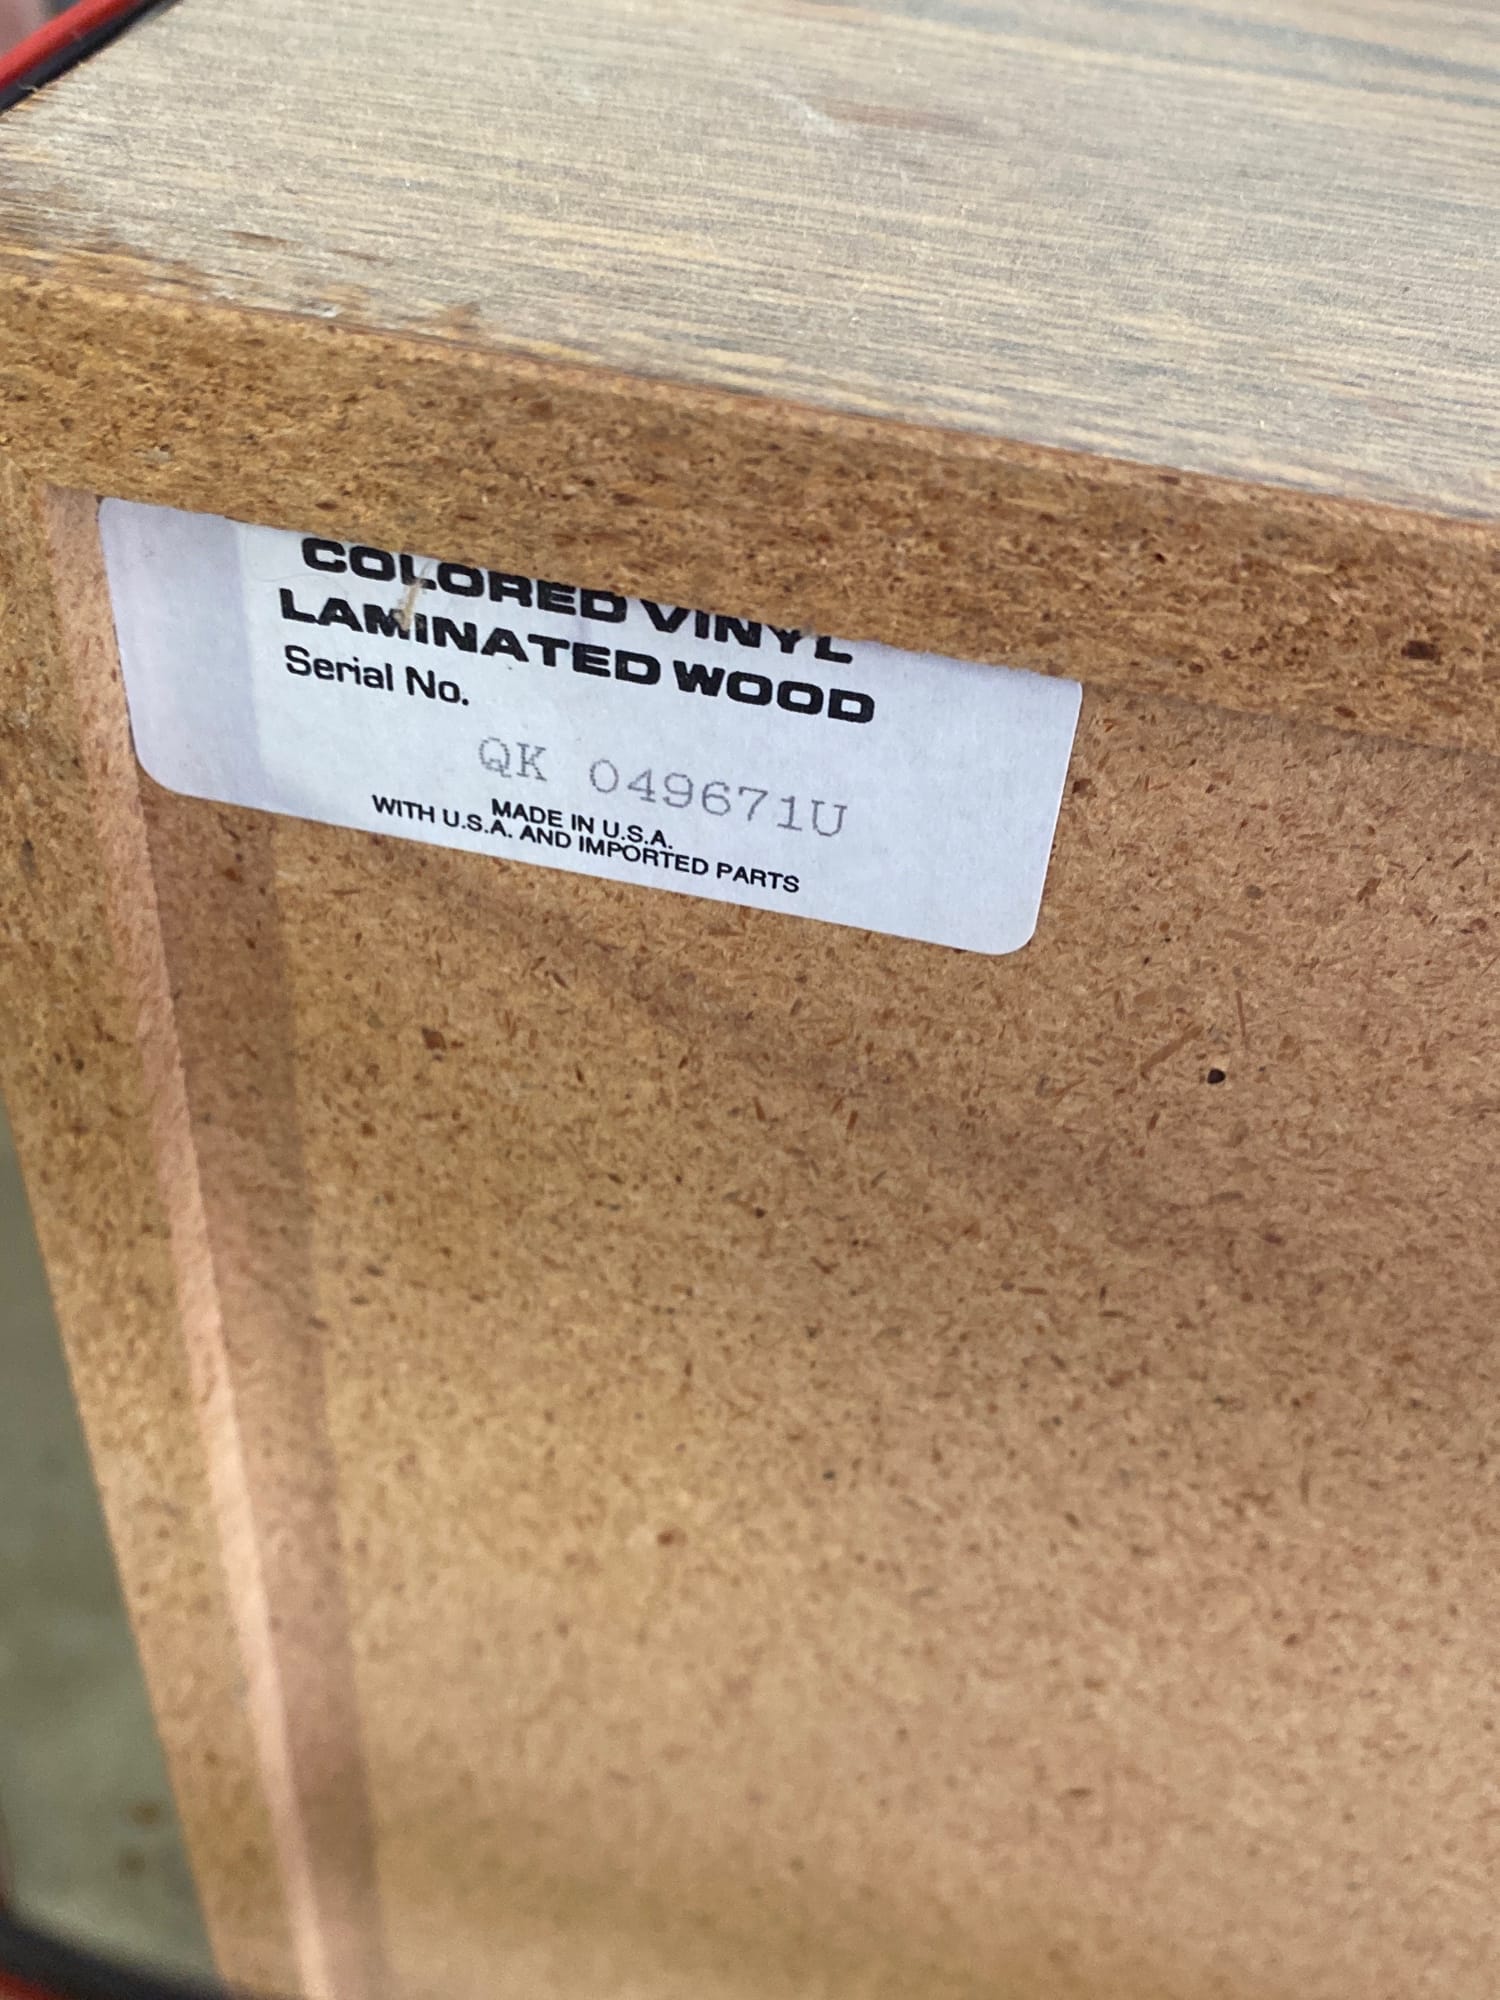 COLORED VINYL
LAMINATED WOOD
Serial No.
QK 049671U
MADE IN U.S.A.
WITH U.S.A. AND IMPORTED PARTS